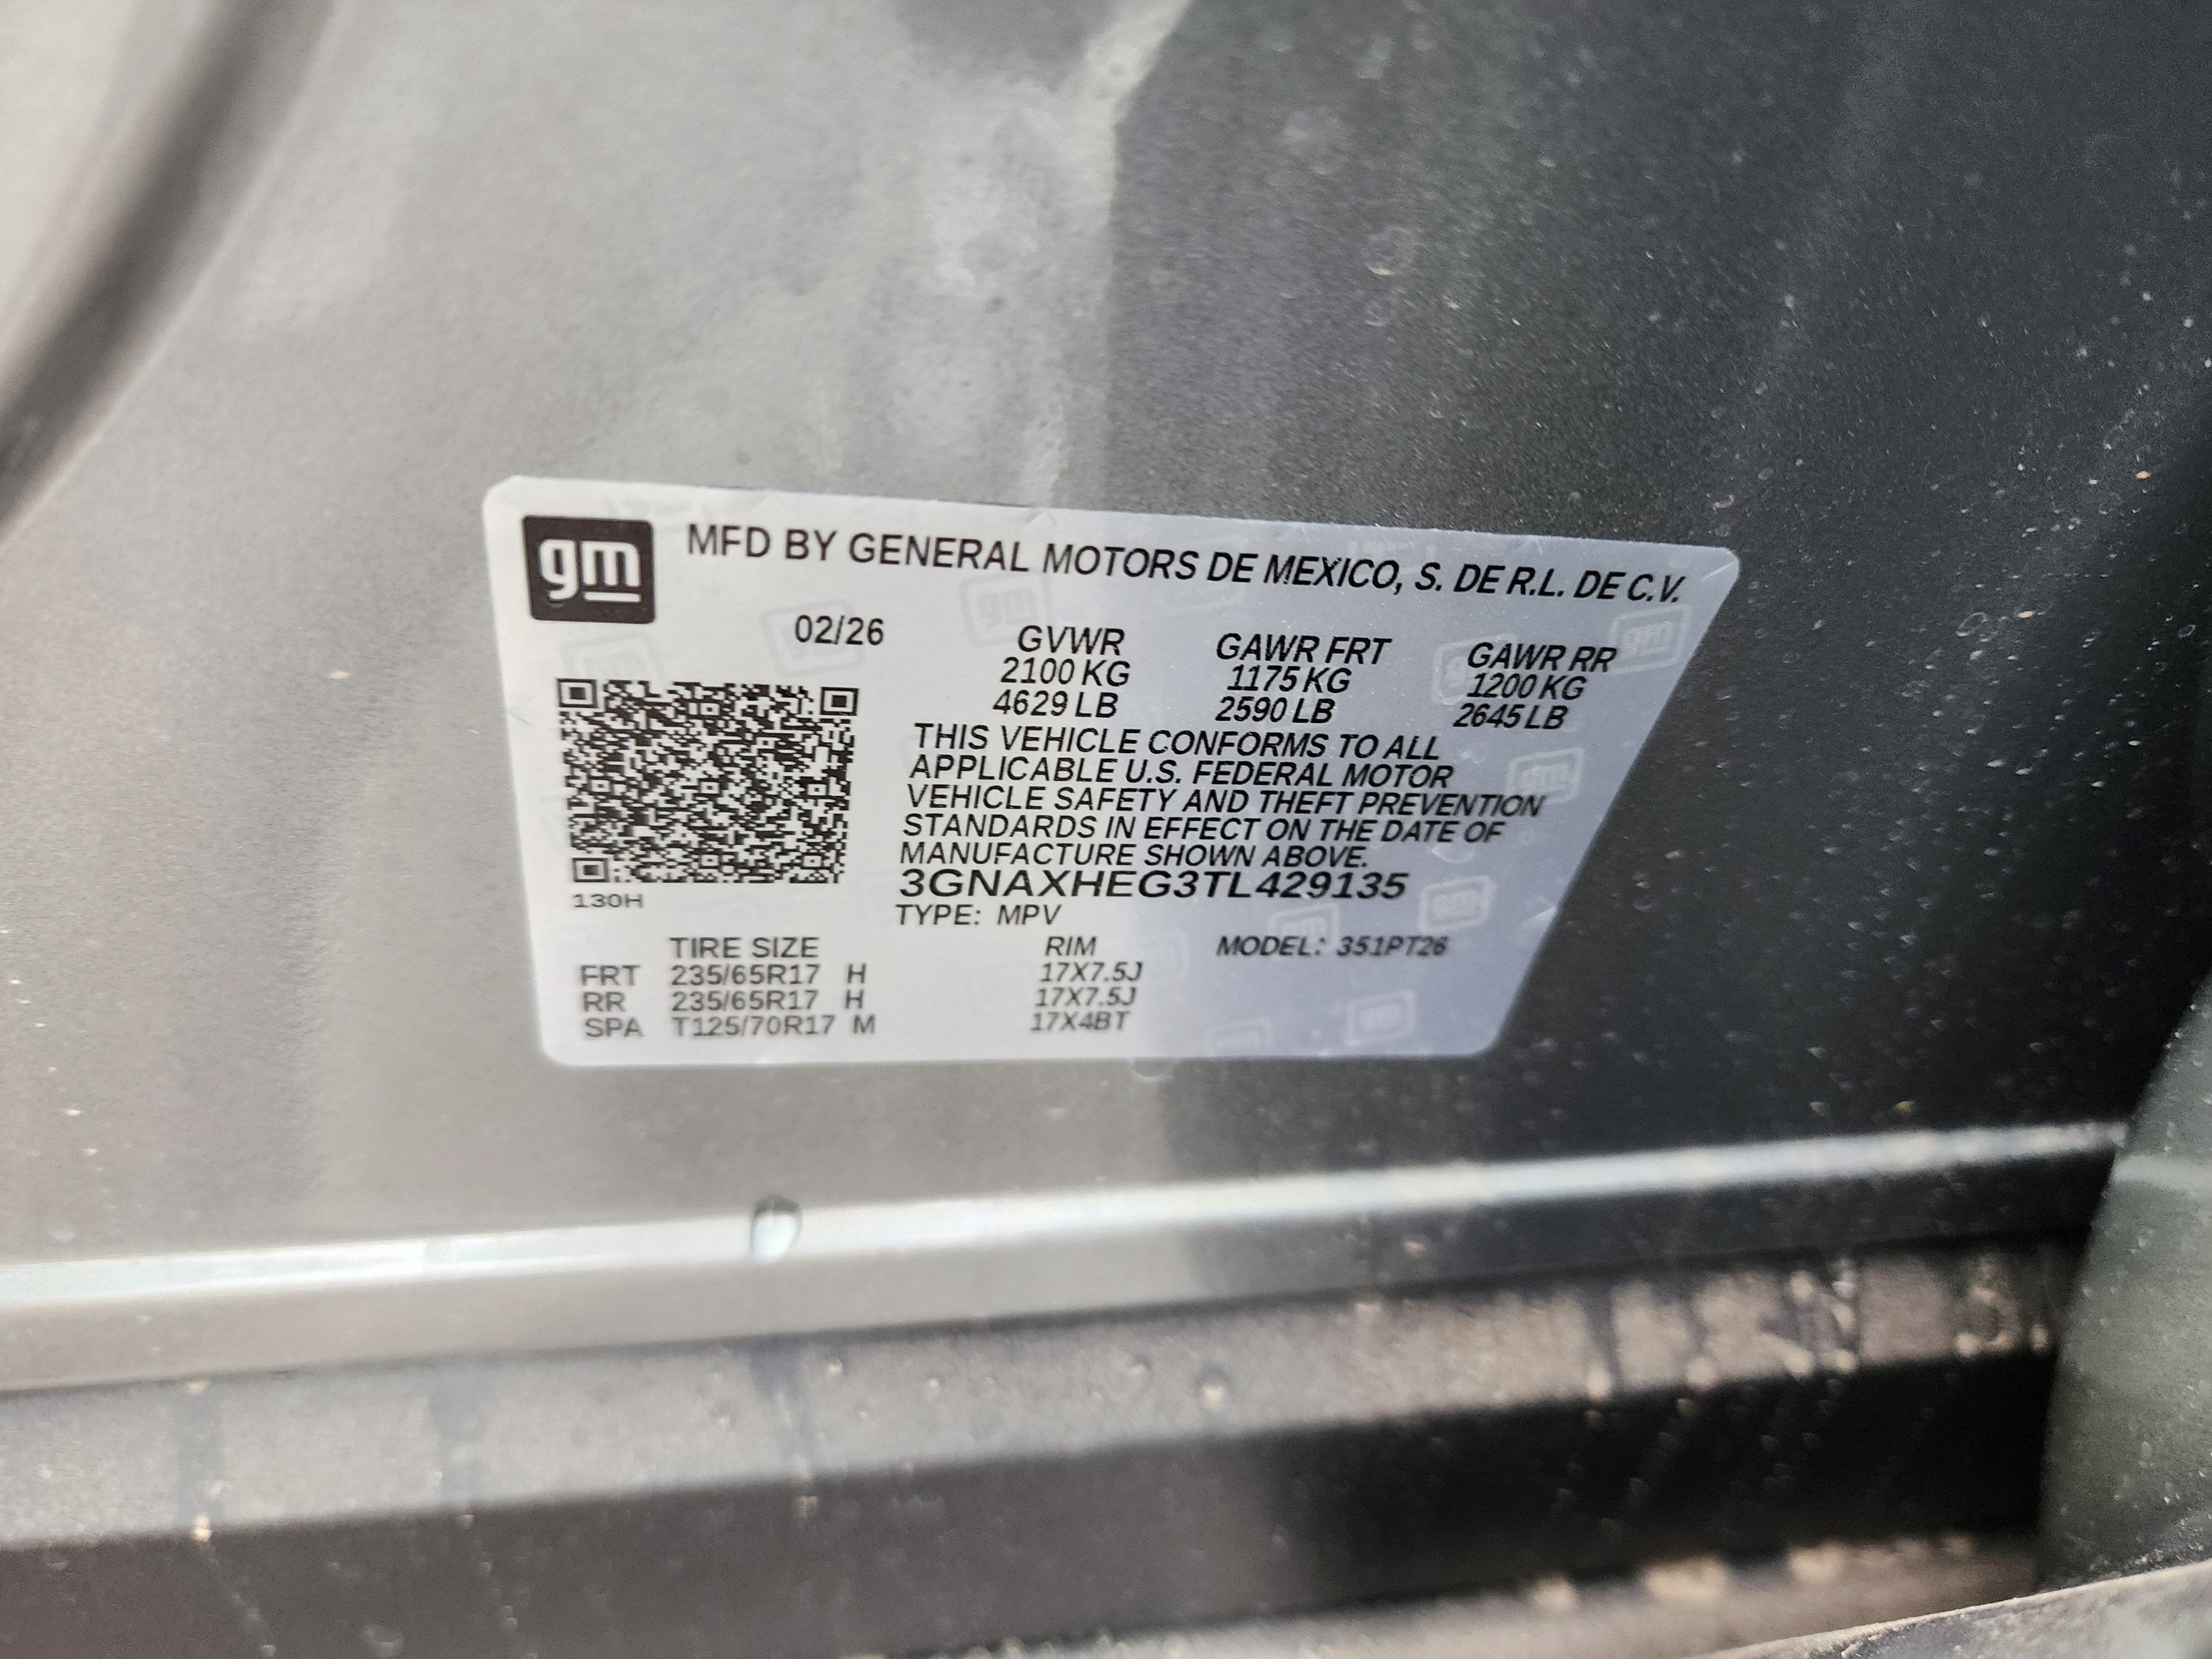 gm MFD BY GENERAL MOTORS DE MEXICO, S. DE R.L. DE C.V.
02/26 GVWR GAWR FRT GAWR RR
2100 KG 1175 KG 1200 KG
4629 LB 2590 LB 2645 LB
THIS VEHICLE CONFORMS TO ALL
APPLICABLE U.S. FEDERAL MOTOR
VEHICLE SAFETY AND THEFT PREVENTION
STANDARDS IN EFFECT ON THE DATE OF
MANUFACTURE SHOWN ABOVE.
3GNAXHEG3TL429135
130H
TYPE: MPV
TIRE SIZE RIM MODEL: 351PT26
FRT 235/65R17 H 17X7.5J
RR 235/65R17 H 17X7.5J
SPA T125/70R17 M 17X4BT